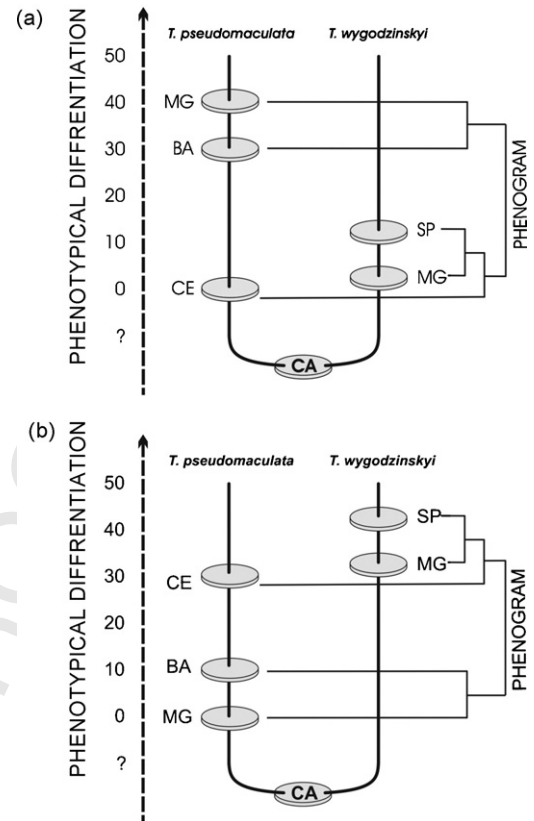 (a)
PHENOTYPICAL DIFFRENTIATION
T. pseudomaculata T. wygodzinskyi
50
MG 40
BA 30
20
10 SP
CE 0 MG
?
CA
PHENOGRAM
(b)
PHENOTYPICAL DIFFRENTIATION
T. pseudomaculata T. wygodzinskyi
50
40 SP
CE 30 MG
20
BA 10
MG 0
?
CA
PHENOGRAM